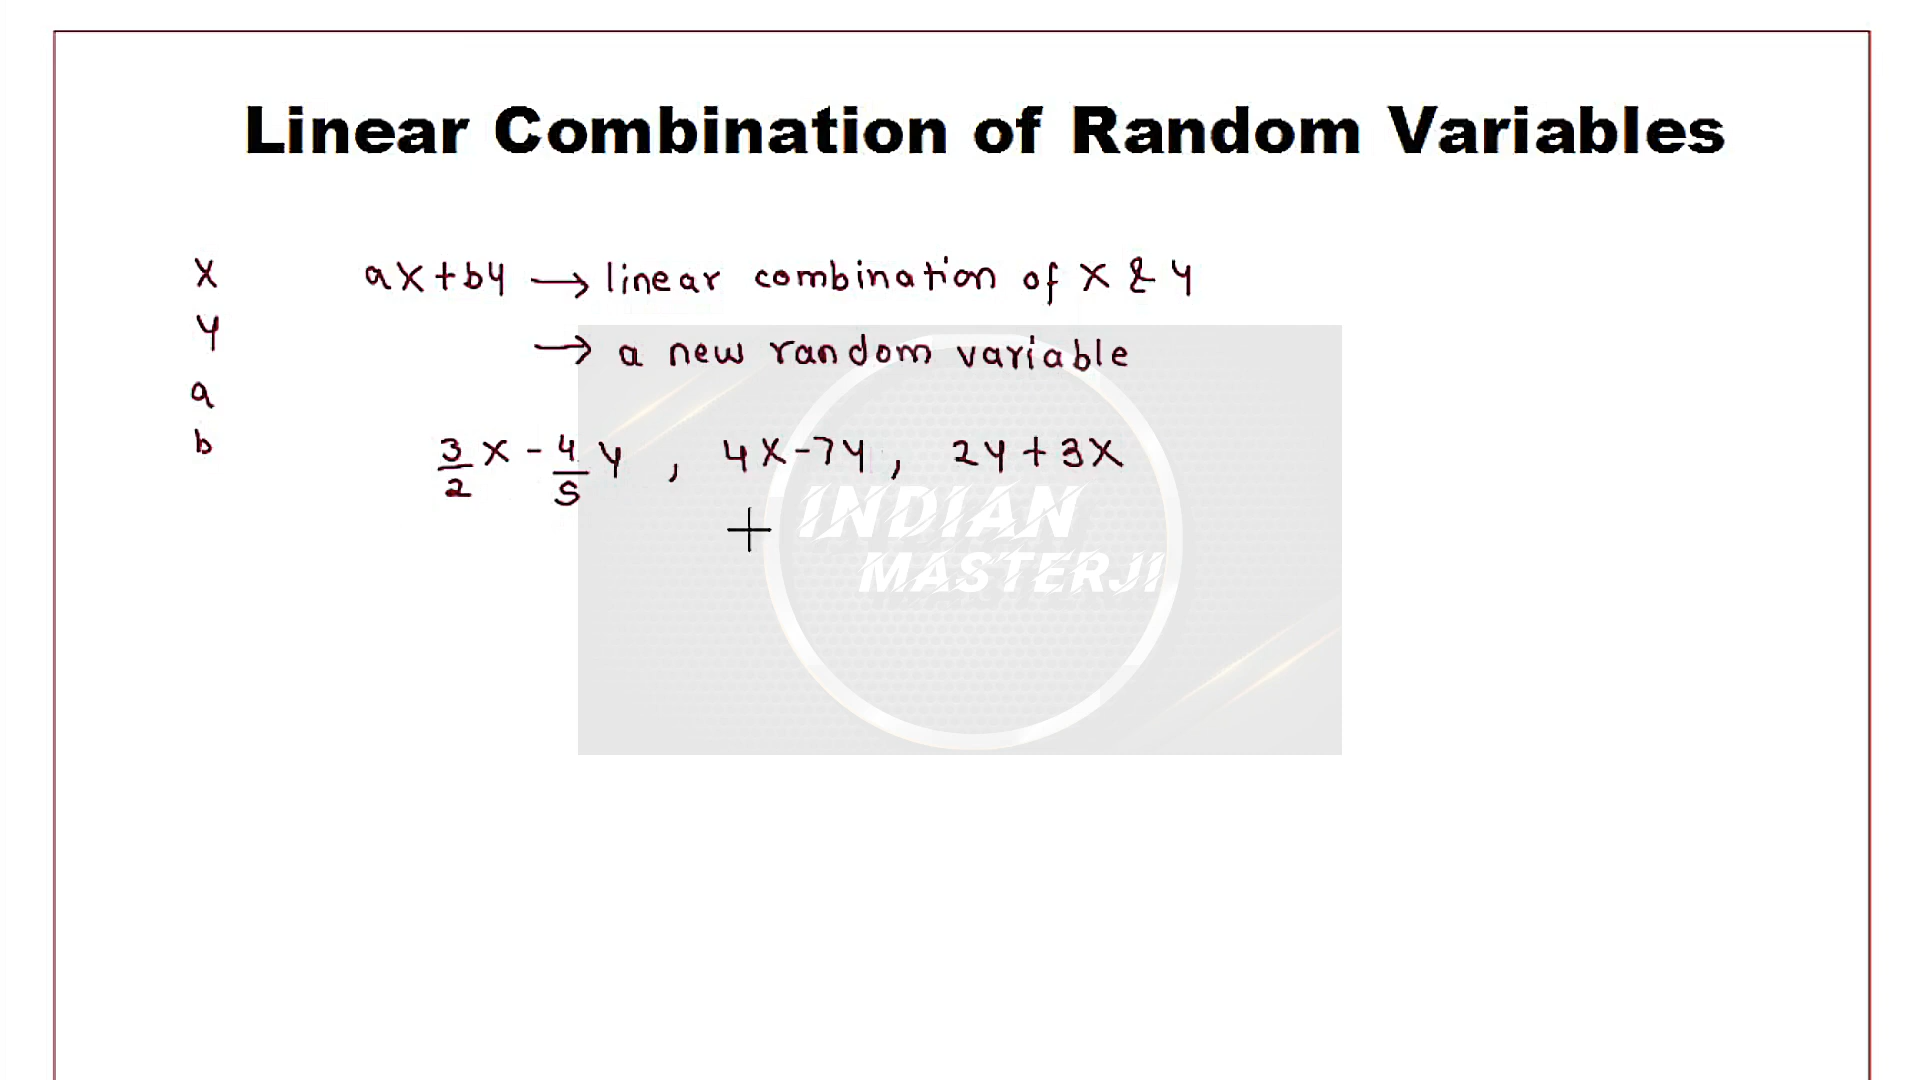 Linear Combination of Random Variables
X
aX+bY → linear combination of X & Y
Y
→ a new random variable
a
b
3/2 X - 4/5 Y , 4X-7Y, 2Y+3X
INDIAN
MASTERJI